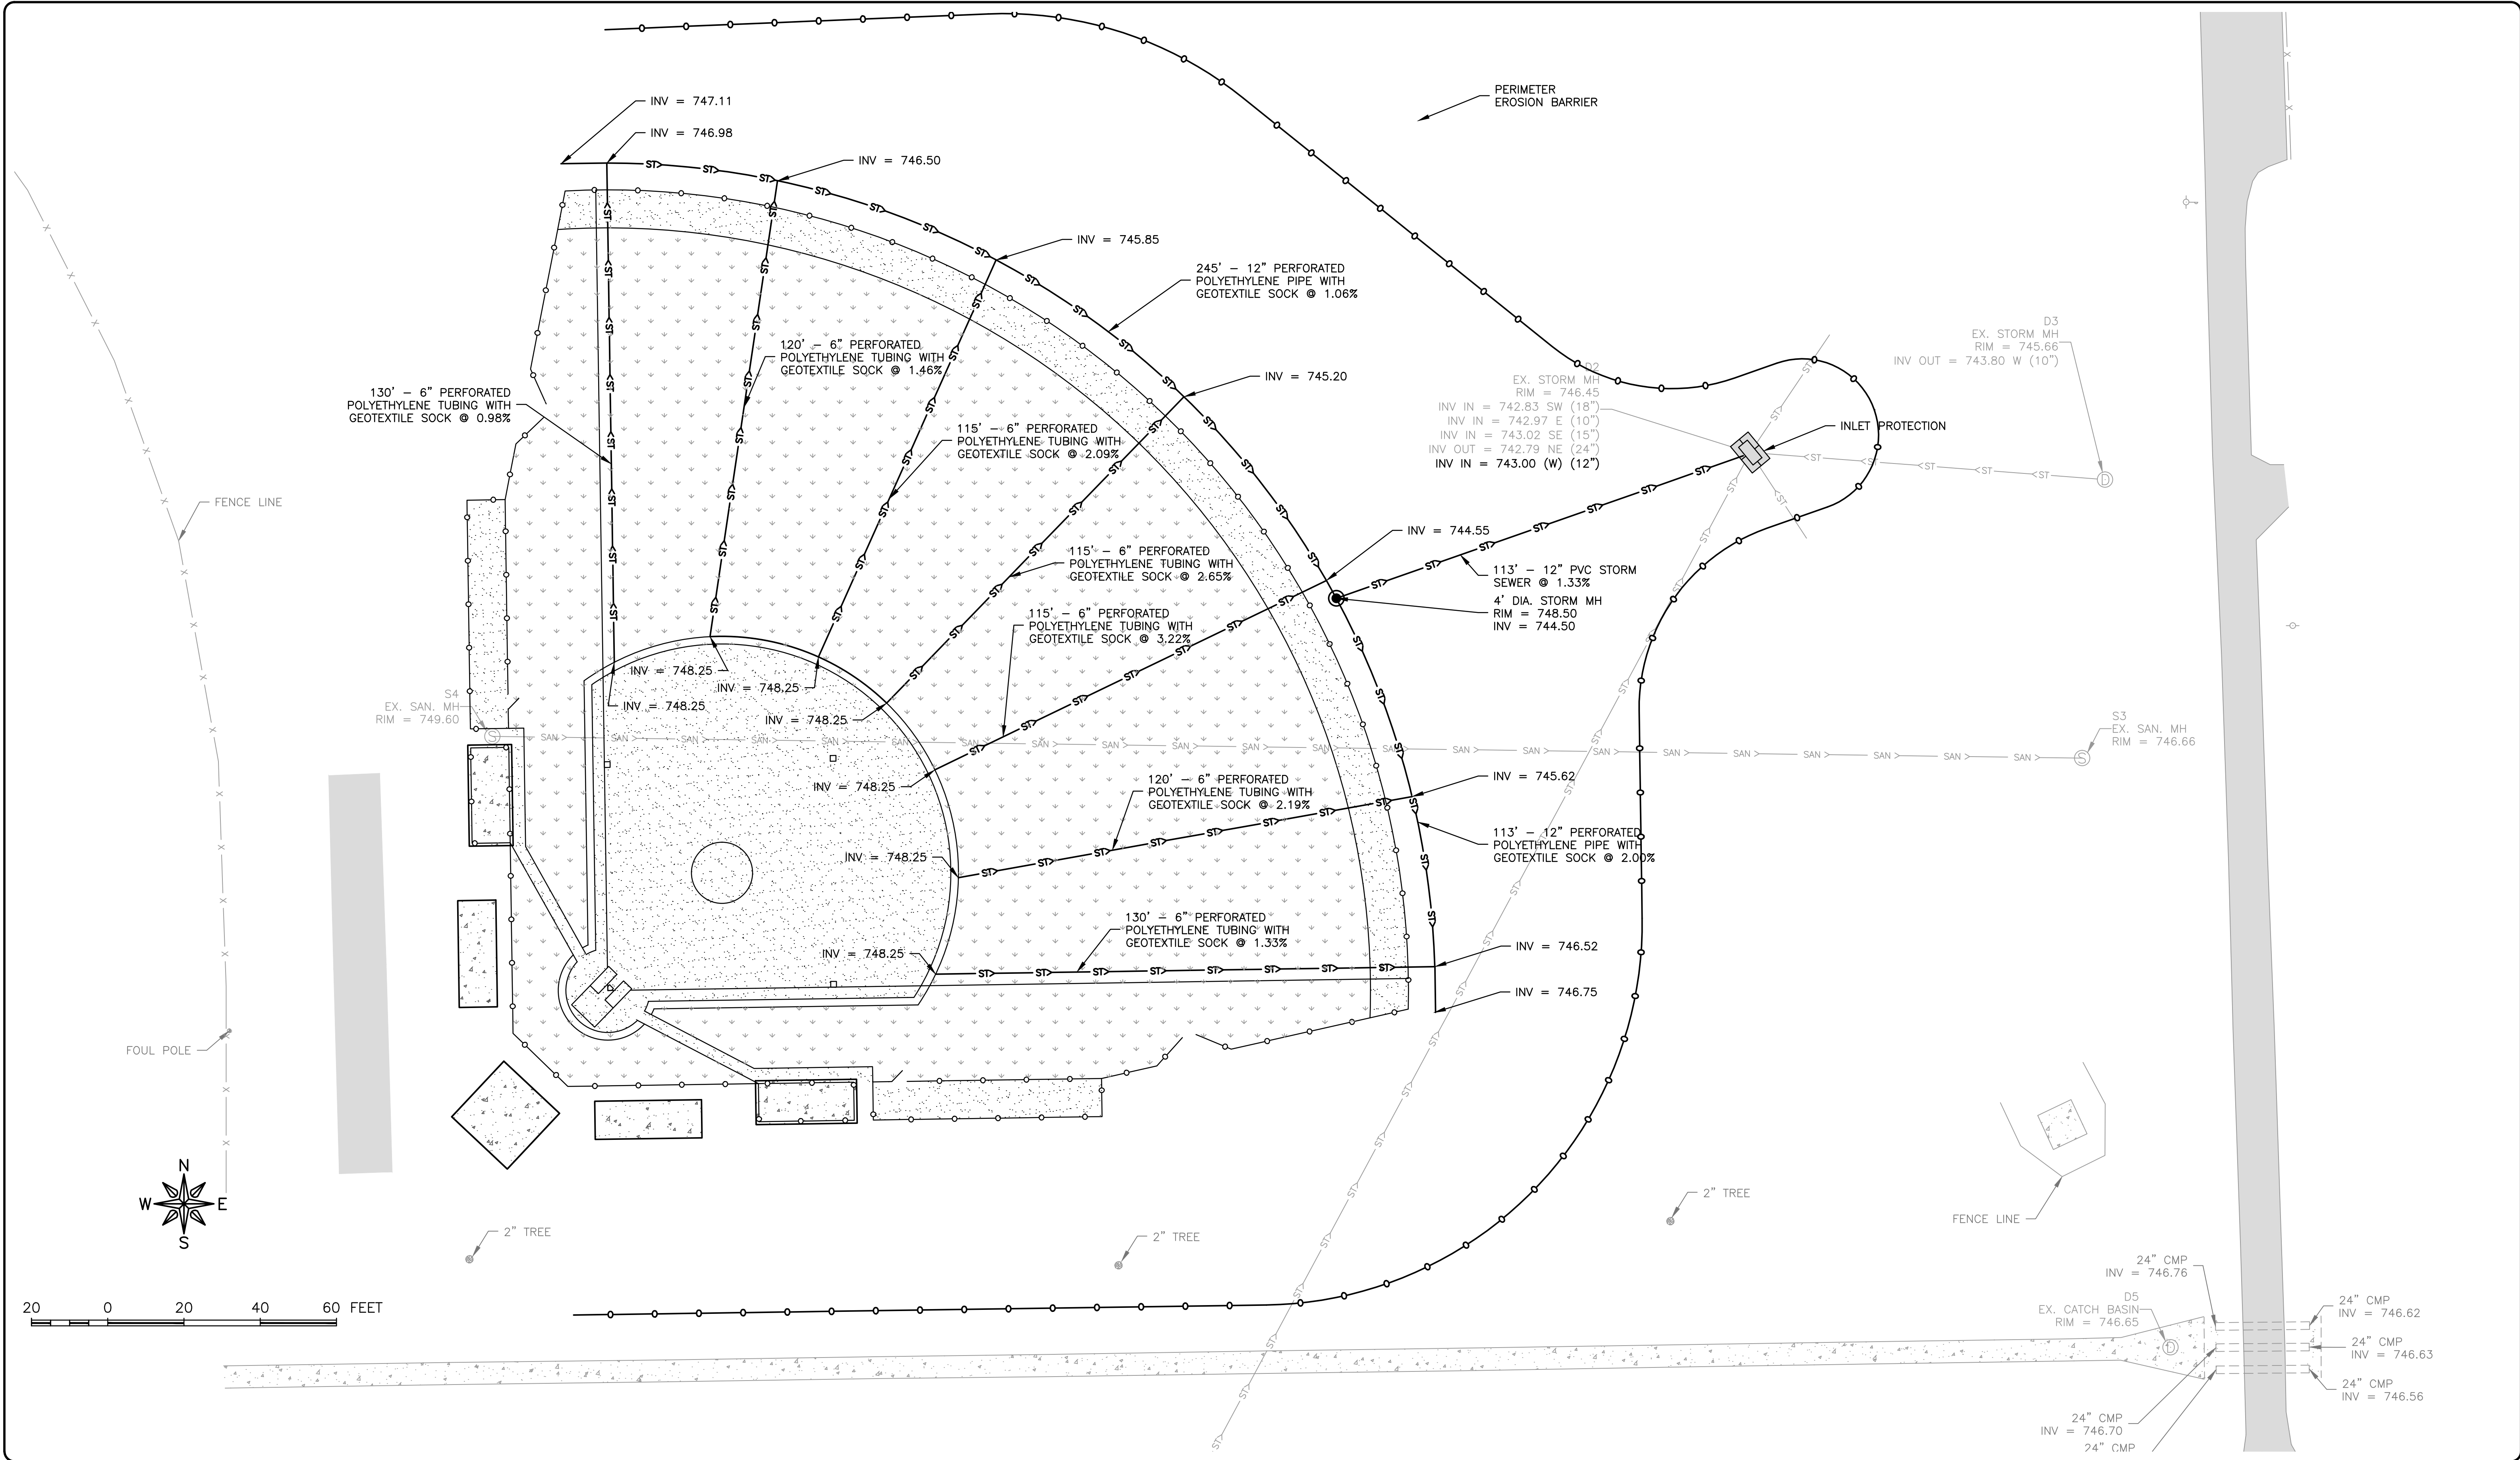 INV = 747.11
INV = 746.98
INV = 746.50
INV = 745.85
PERIMETER
EROSION BARRIER
245' - 12" PERFORATED
POLYETHYLENE PIPE WITH
GEOTEXTILE SOCK @ 1.06%
120' - 6" PERFORATED
POLYETHYLENE TUBING WITH
GEOTEXTILE SOCK @ 1.46%
130' - 6" PERFORATED
POLYETHYLENE TUBING WITH
GEOTEXTILE SOCK @ 0.98%
INV = 745.20
D2
EX. STORM MH
RIM = 746.45
INV IN = 742.83 SW (18")
INV IN = 742.97 E (10")
INV IN = 743.02 SE (15")
INV OUT = 742.79 NE (24")
INV IN = 743.00 (W) (12")
D3
EX. STORM MH
RIM = 745.66
INV OUT = 743.80 W (10")
INLET PROTECTION
115' - 6" PERFORATED
POLYETHYLENE TUBING WITH
GEOTEXTILE SOCK @ 2.09%
FENCE LINE
INV = 744.55
115' - 6" PERFORATED
POLYETHYLENE TUBING WITH
GEOTEXTILE SOCK @ 2.65%
113' - 12" PVC STORM
SEWER @ 1.33%
4' DIA. STORM MH
RIM = 748.50
INV = 744.50
115' - 6" PERFORATED
POLYETHYLENE TUBING WITH
GEOTEXTILE SOCK @ 3.22%
INV = 748.25
INV = 748.25
INV = 748.25
INV = 748.25
S4
EX. SAN. MH
RIM = 749.60
S3
EX. SAN. MH
RIM = 746.66
INV = 748.25
120' - 6" PERFORATED
POLYETHYLENE TUBING WITH
GEOTEXTILE SOCK @ 2.19%
INV = 745.62
113' - 12" PERFORATED
POLYETHYLENE PIPE WITH
GEOTEXTILE SOCK @ 2.00%
INV = 748.25
130' - 6" PERFORATED
POLYETHYLENE TUBING WITH
GEOTEXTILE SOCK @ 1.33%
INV = 748.25
INV = 746.52
INV = 746.75
FOUL POLE
N
W E
S
2" TREE
2" TREE
2" TREE
FENCE LINE
20 0 20 40 60 FEET
24" CMP
INV = 746.76
D5
EX. CATCH BASIN
RIM = 746.65
24" CMP
INV = 746.62
24" CMP
INV = 746.63
24" CMP
INV = 746.56
24" CMP
INV = 746.70
24" CMP